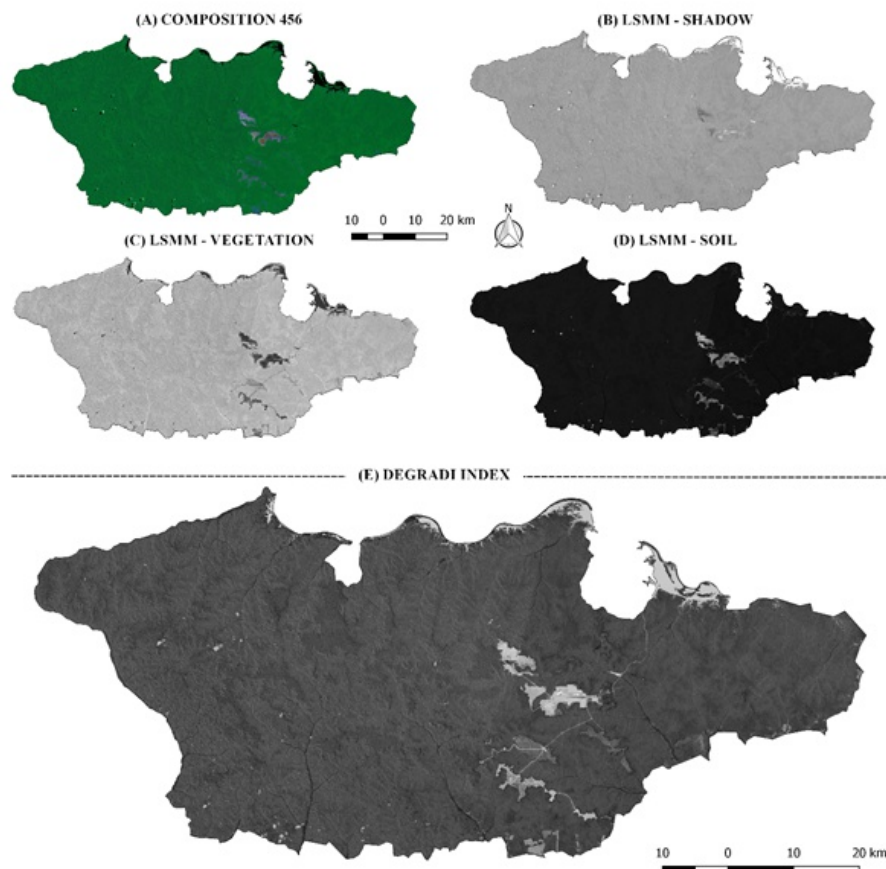 (A) COMPOSITION 456
(B) LSMM - SHADOW
10 0 10 20 km
N
(C) LSMM - VEGETATION
(D) LSMM - SOIL
(E) DEGRADI INDEX
10 0 10 20 km